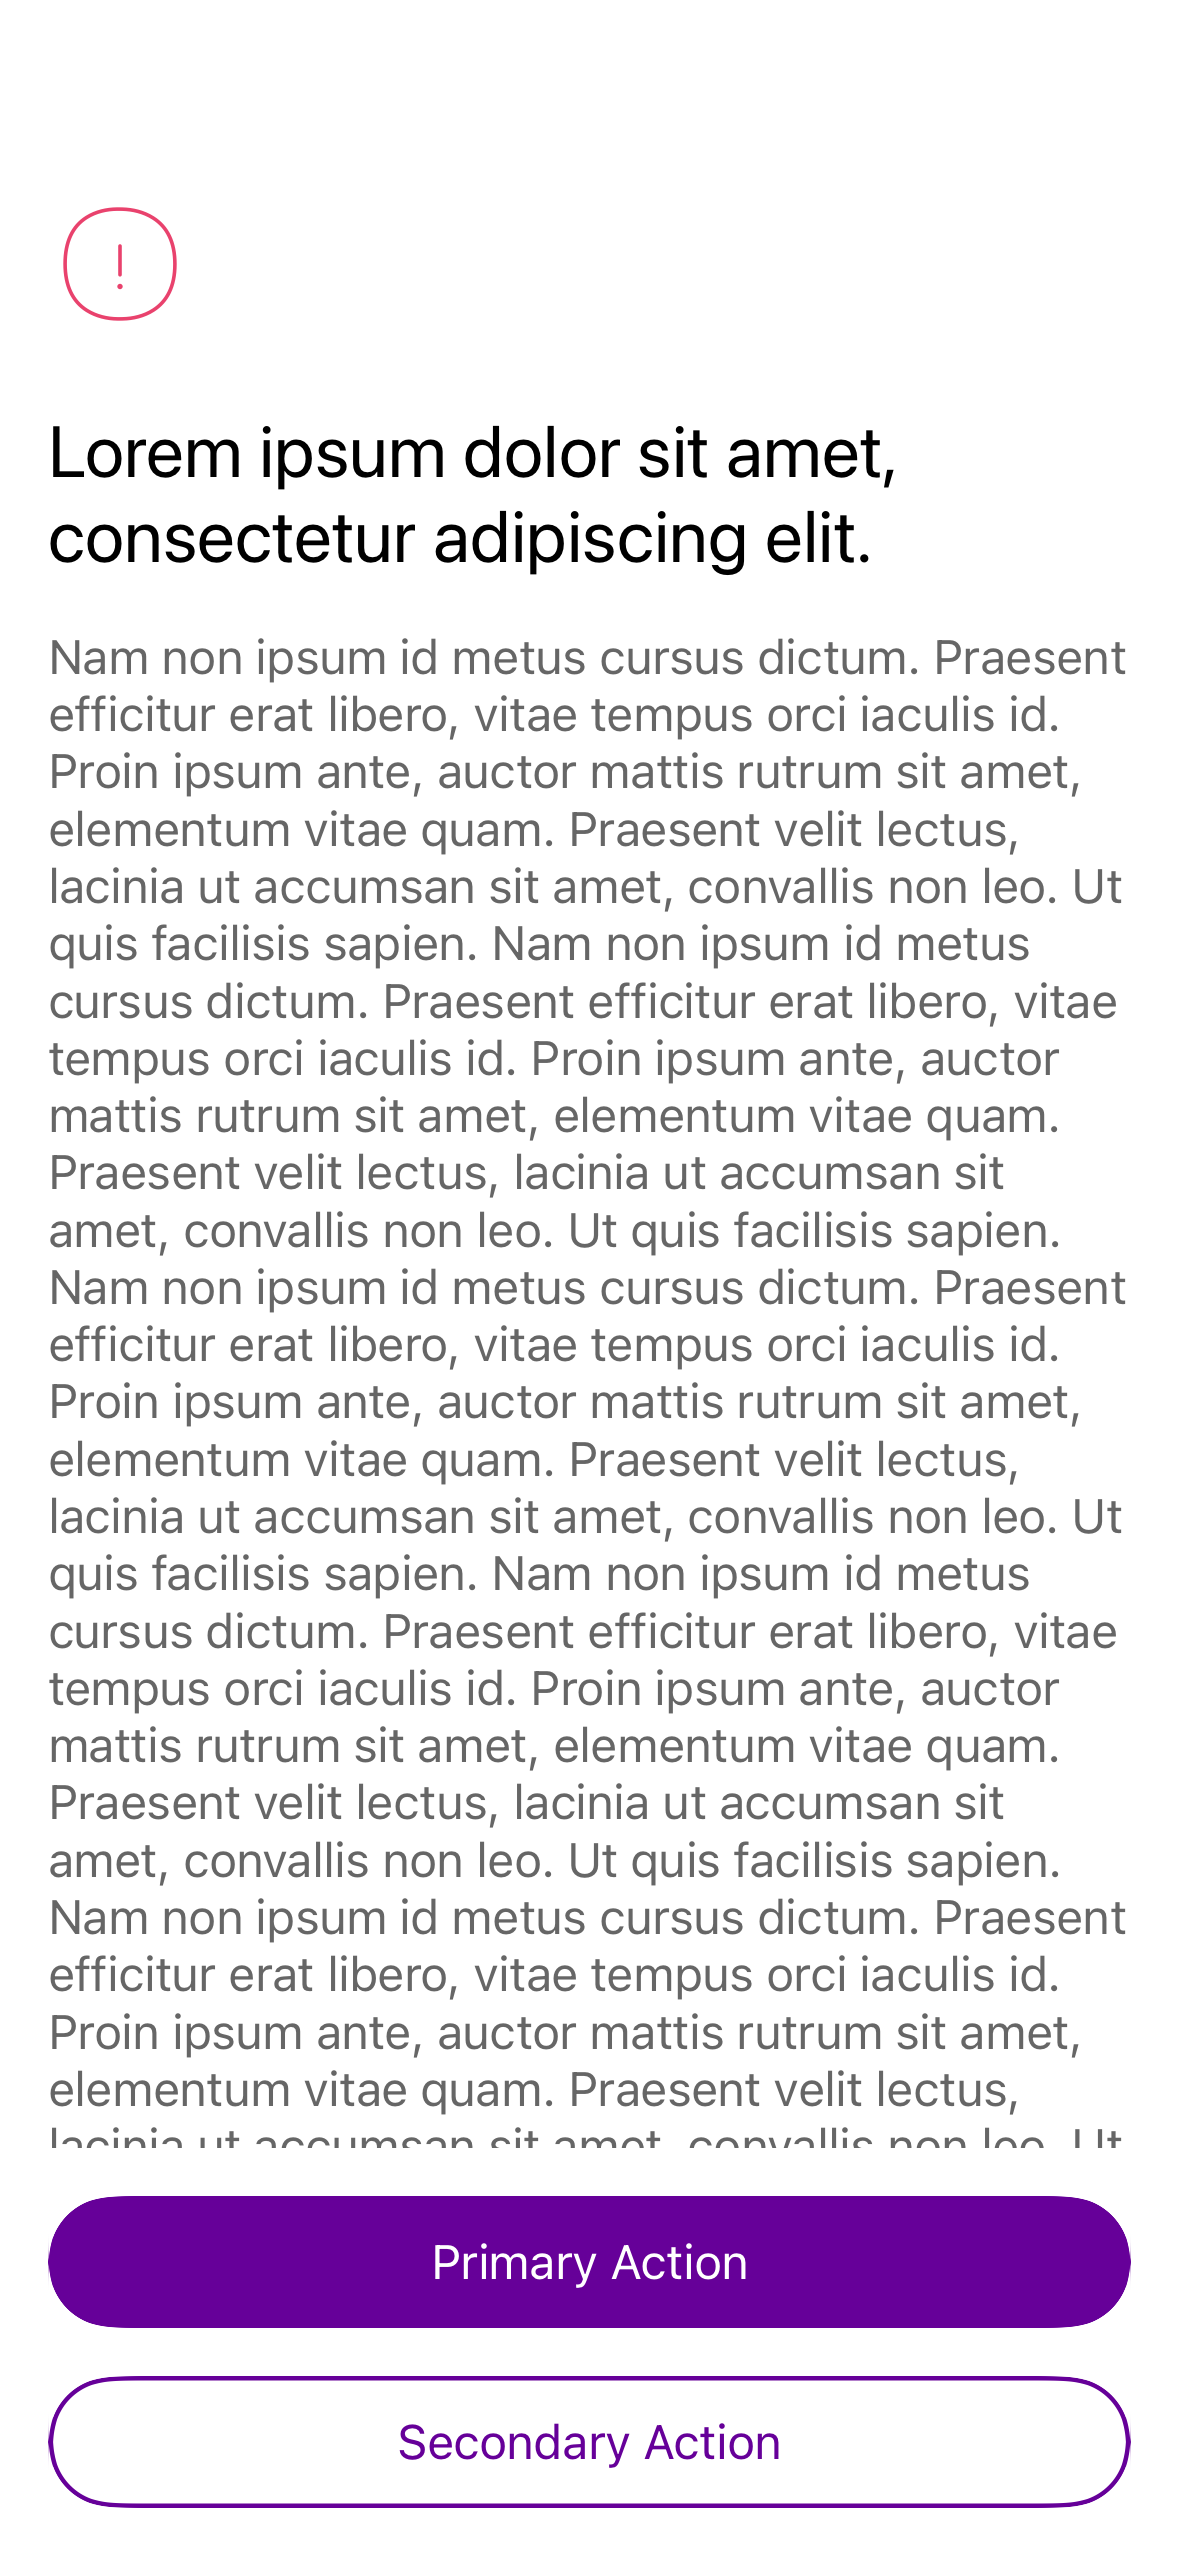 !
Lorem ipsum dolor sit amet,
consectetur adipiscing elit.
Nam non ipsum id metus cursus dictum. Praesent
efficitur erat libero, vitae tempus orci iaculis id.
Proin ipsum ante, auctor mattis rutrum sit amet,
elementum vitae quam. Praesent velit lectus,
lacinia ut accumsan sit amet, convallis non leo. Ut
quis facilisis sapien. Nam non ipsum id metus
cursus dictum. Praesent efficitur erat libero, vitae
tempus orci iaculis id. Proin ipsum ante, auctor
mattis rutrum sit amet, elementum vitae quam.
Praesent velit lectus, lacinia ut accumsan sit
amet, convallis non leo. Ut quis facilisis sapien.
Nam non ipsum id metus cursus dictum. Praesent
efficitur erat libero, vitae tempus orci iaculis id.
Proin ipsum ante, auctor mattis rutrum sit amet,
elementum vitae quam. Praesent velit lectus,
lacinia ut accumsan sit amet, convallis non leo. Ut
quis facilisis sapien. Nam non ipsum id metus
cursus dictum. Praesent efficitur erat libero, vitae
tempus orci iaculis id. Proin ipsum ante, auctor
mattis rutrum sit amet, elementum vitae quam.
Praesent velit lectus, lacinia ut accumsan sit
amet, convallis non leo. Ut quis facilisis sapien.
Nam non ipsum id metus cursus dictum. Praesent
efficitur erat libero, vitae tempus orci iaculis id.
Proin ipsum ante, auctor mattis rutrum sit amet,
elementum vitae quam. Praesent velit lectus,
lacinia ut accumsan sit amet, convallis non leo. Ut
Primary Action
Secondary Action